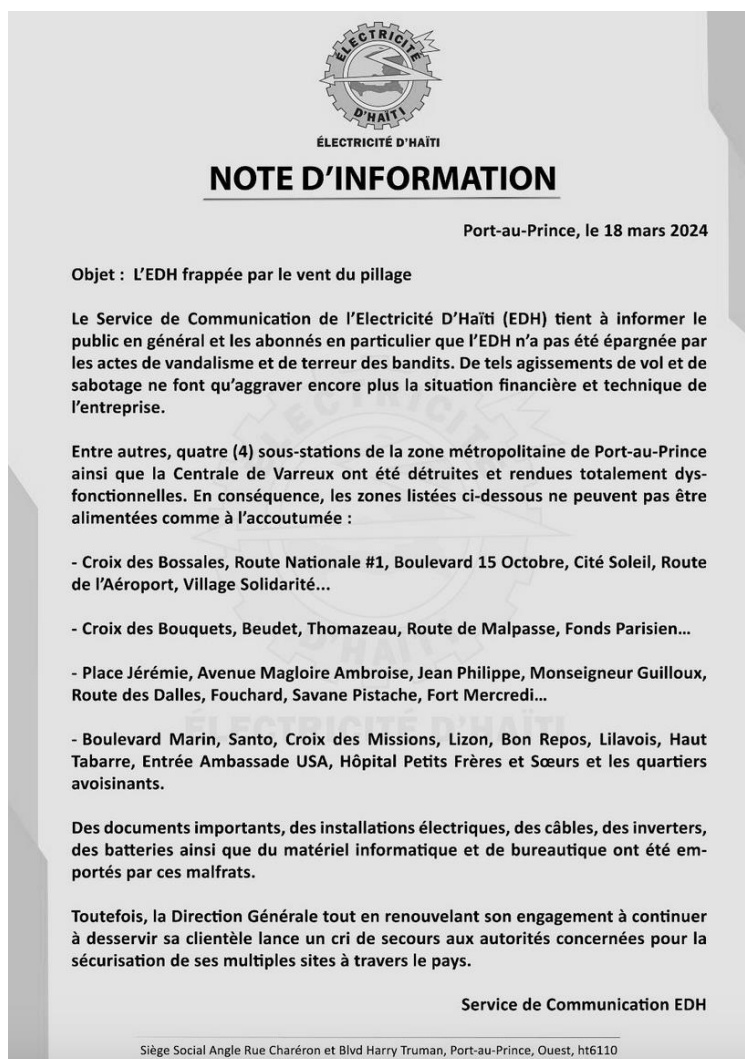 ÉLECTRICITÉ
D'HAÏTI
ÉLECTRICITÉ D'HAÏTI
NOTE D'INFORMATION
Port-au-Prince, le 18 mars 2024
Objet : L'EDH frappée par le vent du pillage
Le Service de Communication de l'Electricité D'Haïti (EDH) tient à informer le
public en général et les abonnés en particulier que l'EDH n'a pas été épargnée par
les actes de vandalisme et de terreur des bandits. De tels agissements de vol et de
sabotage ne font qu'aggraver encore plus la situation financière et technique de
l'entreprise.
Entre autres, quatre (4) sous-stations de la zone métropolitaine de Port-au-Prince
ainsi que la Centrale de Varreux ont été détruites et rendues totalement dys-
fonctionnelles. En conséquence, les zones listées ci-dessous ne peuvent pas être
alimentées comme à l'accoutumée :
- Croix des Bossales, Route Nationale #1, Boulevard 15 Octobre, Cité Soleil, Route
de l'Aéroport, Village Solidarité...
- Croix des Bouquets, Beudet, Thomazeau, Route de Malpasse, Fonds Parisien...
- Place Jérémie, Avenue Magloire Ambroise, Jean Philippe, Monseigneur Guilloux,
Route des Dalles, Fouchard, Savane Pistache, Fort Mercredi...
- Boulevard Marin, Santo, Croix des Missions, Lizon, Bon Repos, Lilavois, Haut
Tabarre, Entrée Ambassade USA, Hôpital Petits Frères et Sœurs et les quartiers
avoisinants.
Des documents importants, des installations électriques, des câbles, des inverters,
des batteries ainsi que du matériel informatique et de bureautique ont été em-
portés par ces malfrats.
Toutefois, la Direction Générale tout en renouvelant son engagement à continuer
à desservir sa clientèle lance un cri de secours aux autorités concernées pour la
sécurisation de ses multiples sites à travers le pays.
Service de Communication EDH
Siège Social Angle Rue Charéron et Blvd Harry Truman, Port-au-Prince, Ouest, ht6110
ÉLECTRICITÉ
D'HAÏTI
ÉLECTRICITÉ D'HAÏTI